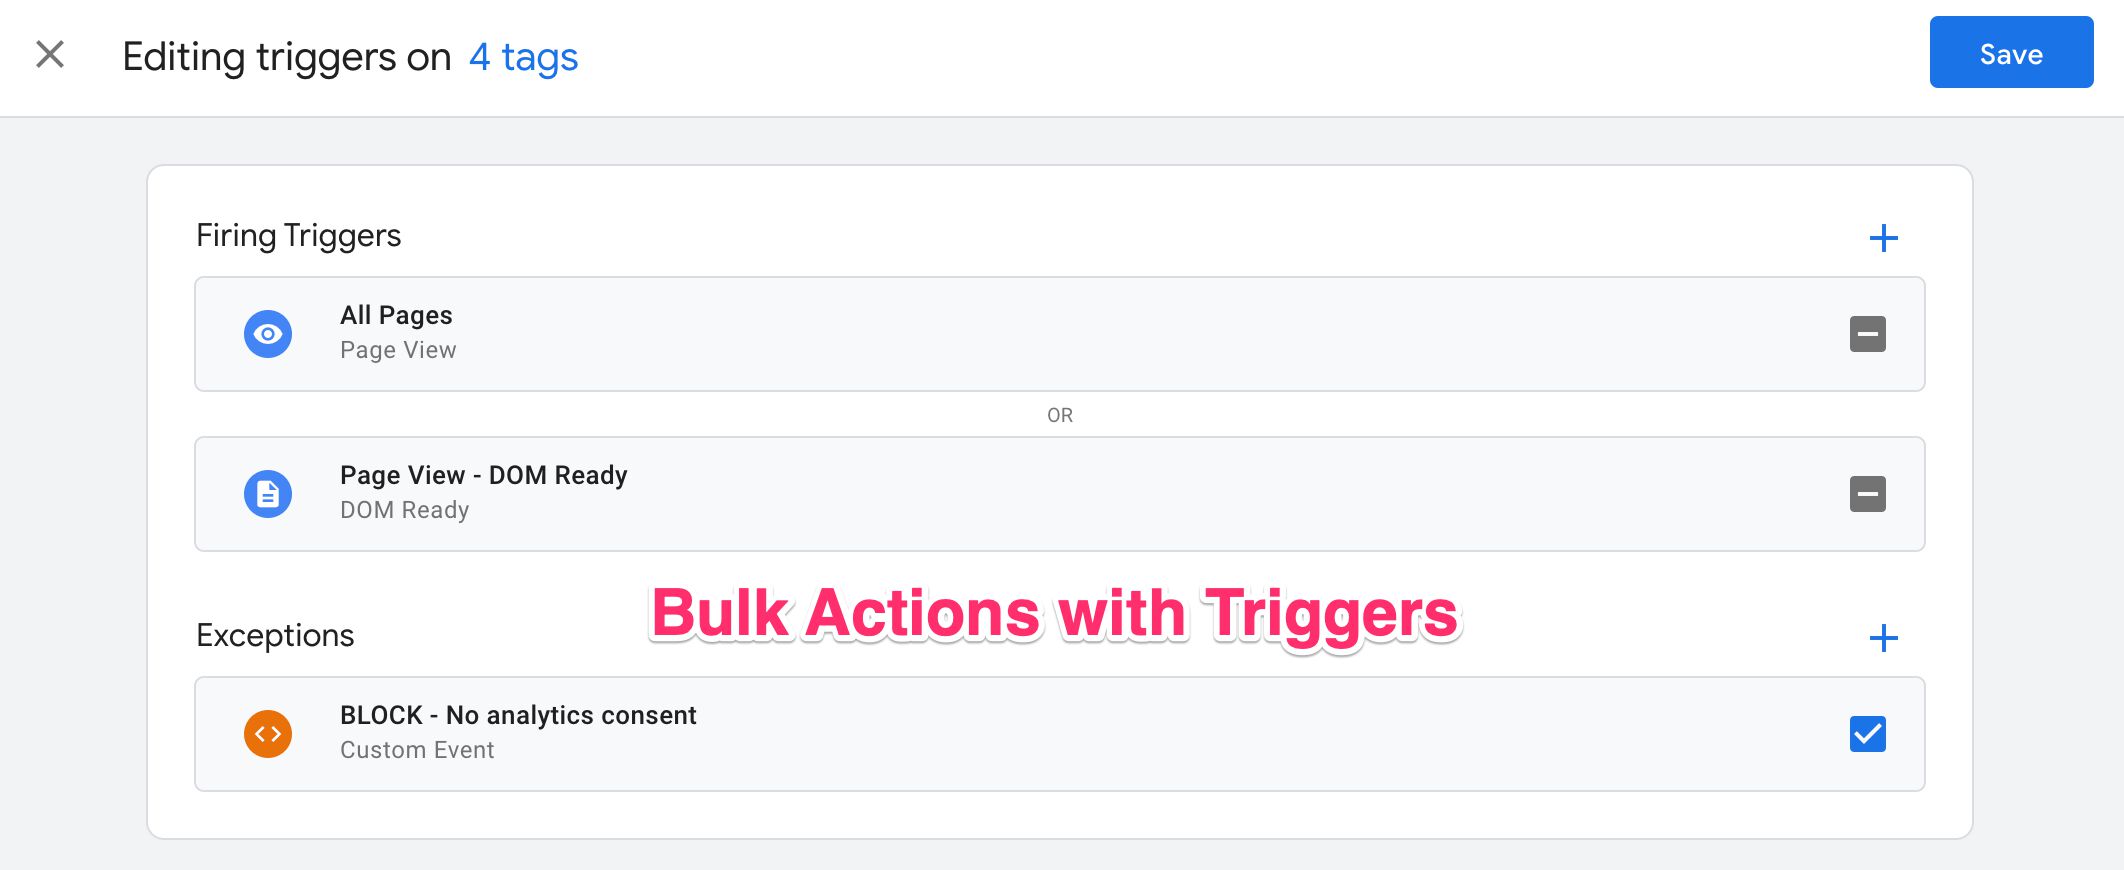 Editing triggers on 4 tags
Save
Firing Triggers
All Pages
Page View
OR
Page View - DOM Ready
DOM Ready
Bulk Actions with Triggers
Exceptions
BLOCK - No analytics consent
Custom Event